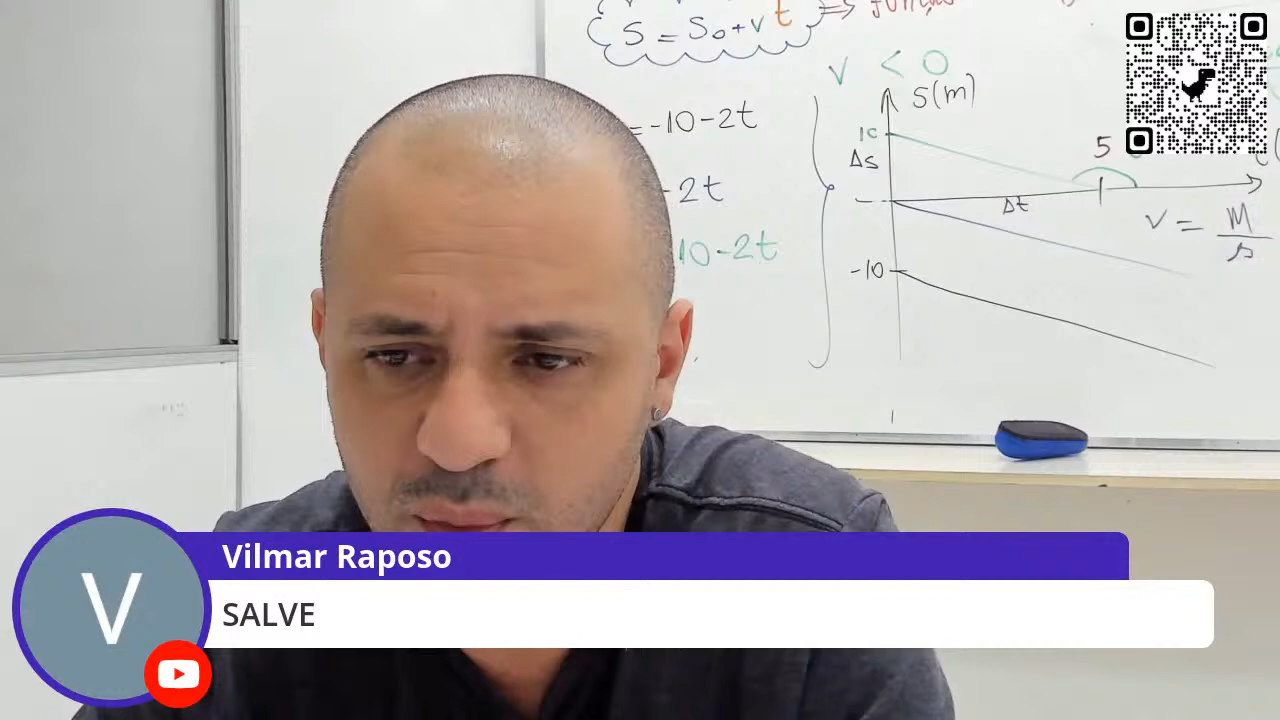 S = S₀ + v t ⇒
v < 0
S(m)
= -10 - 2t
10
Δs
5
- 2t
Δt
v = M/s
10 - 2t
-10
Vilmar Raposo
V
SALVE